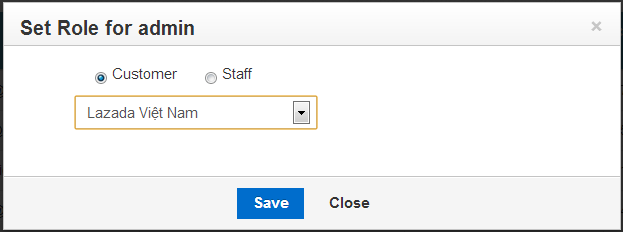 Set Role for admin ×
Customer Staff
Lazada Việt Nam
Save Close